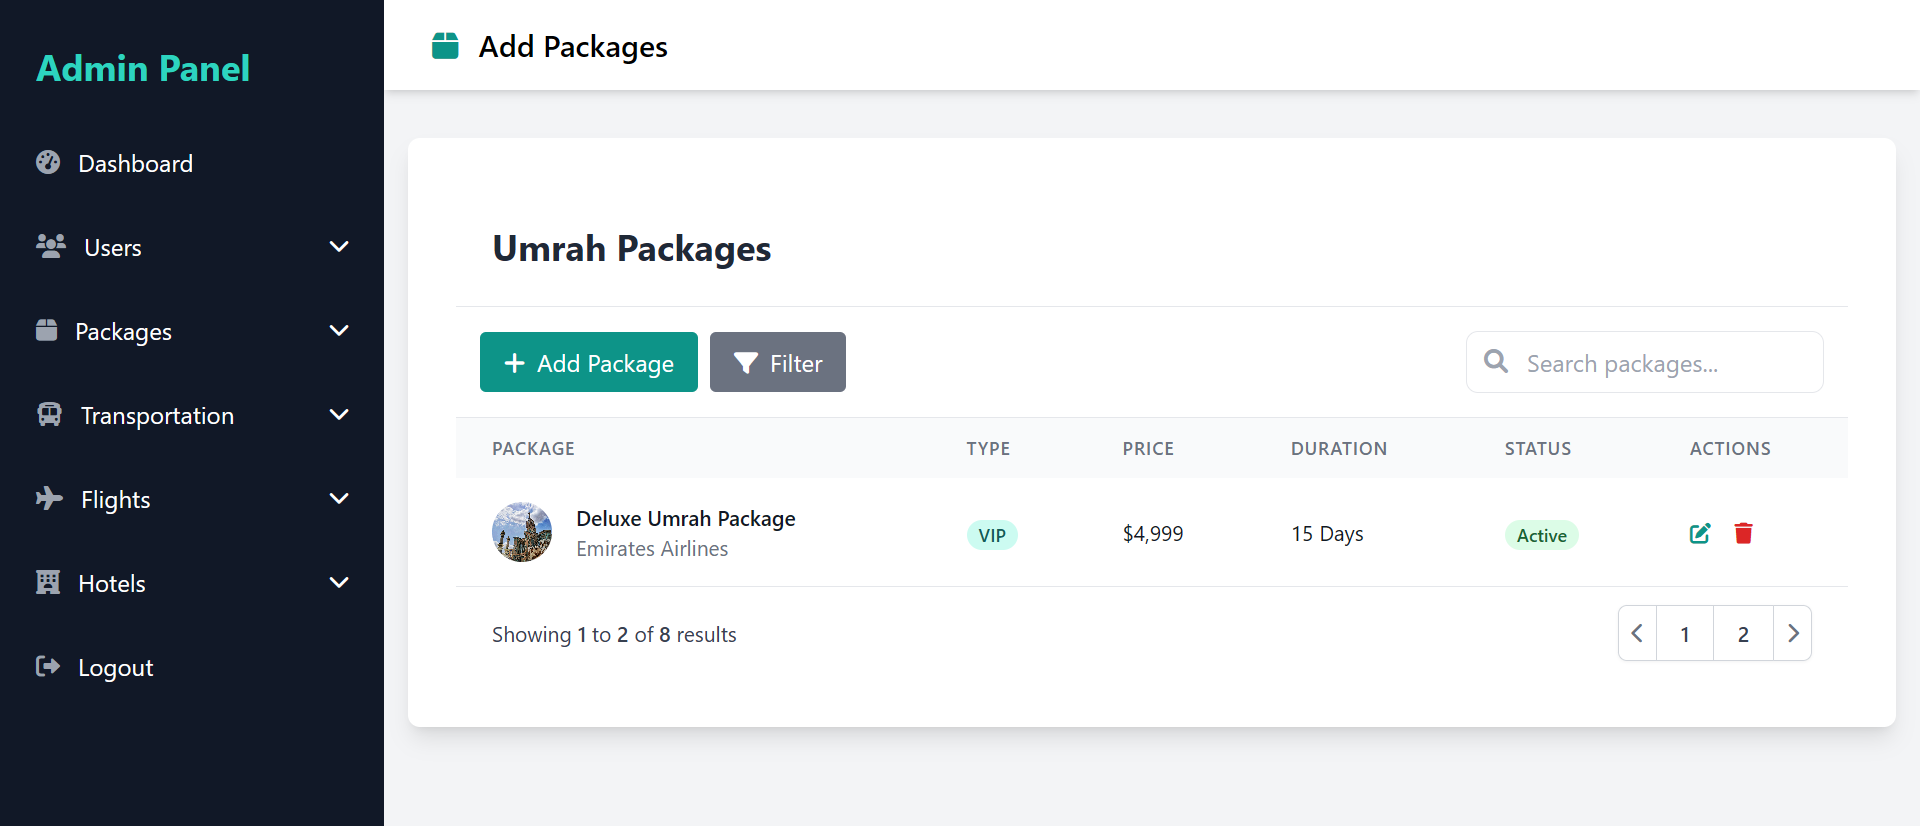 Admin Panel
Dashboard
Users
Packages
Transportation
Flights
Hotels
Logout
Add Packages
Umrah Packages
Add Package
Filter
Search packages...
PACKAGE TYPE PRICE DURATION STATUS ACTIONS
Deluxe Umrah Package
Emirates Airlines
VIP $4,999 15 Days Active
Showing 1 to 2 of 8 results
1 2